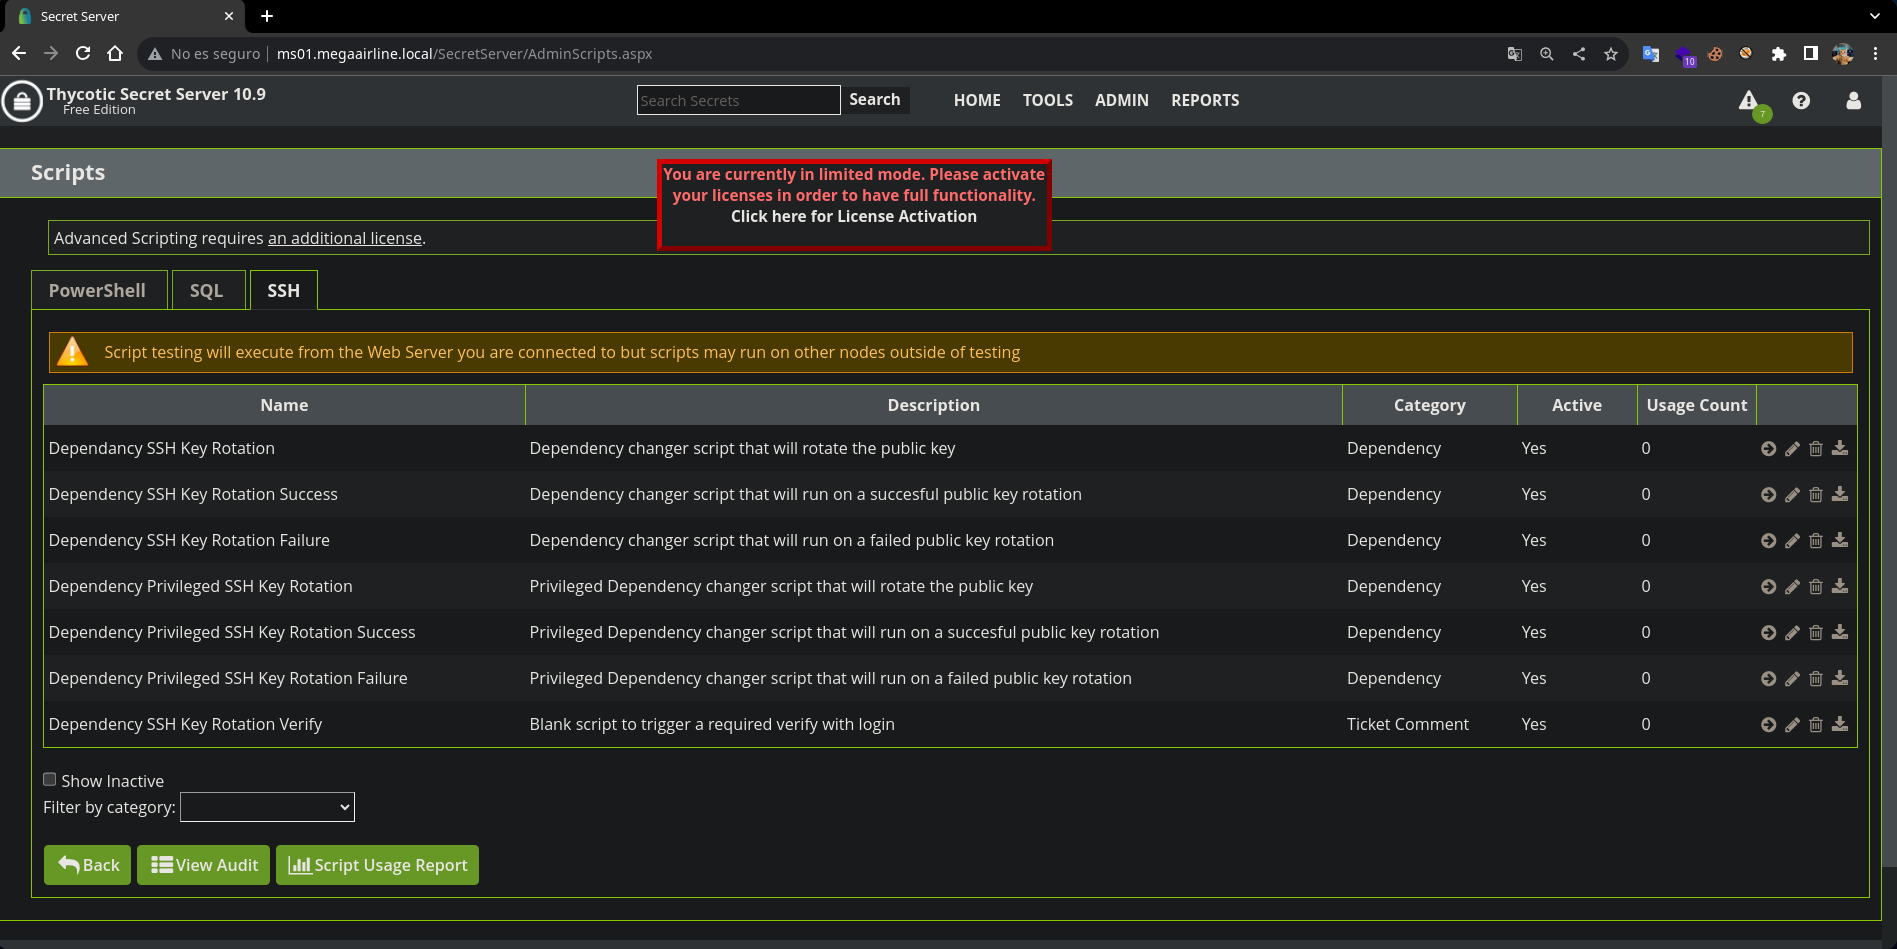 Secret Server
No es seguro | ms01.megaairline.local/SecretServer/AdminScripts.aspx
10
Thycotic Secret Server 10.9
Free Edition
Search Secrets
Search
HOME
TOOLS
ADMIN
REPORTS
7
Scripts
You are currently in limited mode. Please activate
your licenses in order to have full functionality.
Click here for License Activation
Advanced Scripting requires an additional license.
PowerShell
SQL
SSH
Script testing will execute from the Web Server you are connected to but scripts may run on other nodes outside of testing
Name Description Category Active Usage Count
Dependancy SSH Key Rotation Dependency changer script that will rotate the public key Dependency Yes 0
Dependency SSH Key Rotation Success Dependency changer script that will run on a succesful public key rotation Dependency Yes 0
Dependency SSH Key Rotation Failure Dependency changer script that will run on a failed public key rotation Dependency Yes 0
Dependency Privileged SSH Key Rotation Privileged Dependency changer script that will rotate the public key Dependency Yes 0
Dependency Privileged SSH Key Rotation Success Privileged Dependency changer script that will run on a succesful public key rotation Dependency Yes 0
Dependency Privileged SSH Key Rotation Failure Privileged Dependency changer script that will run on a failed public key rotation Dependency Yes 0
Dependency SSH Key Rotation Verify Blank script to trigger a required verify with login Ticket Comment Yes 0
Show Inactive
Filter by category:
Back
View Audit
Script Usage Report